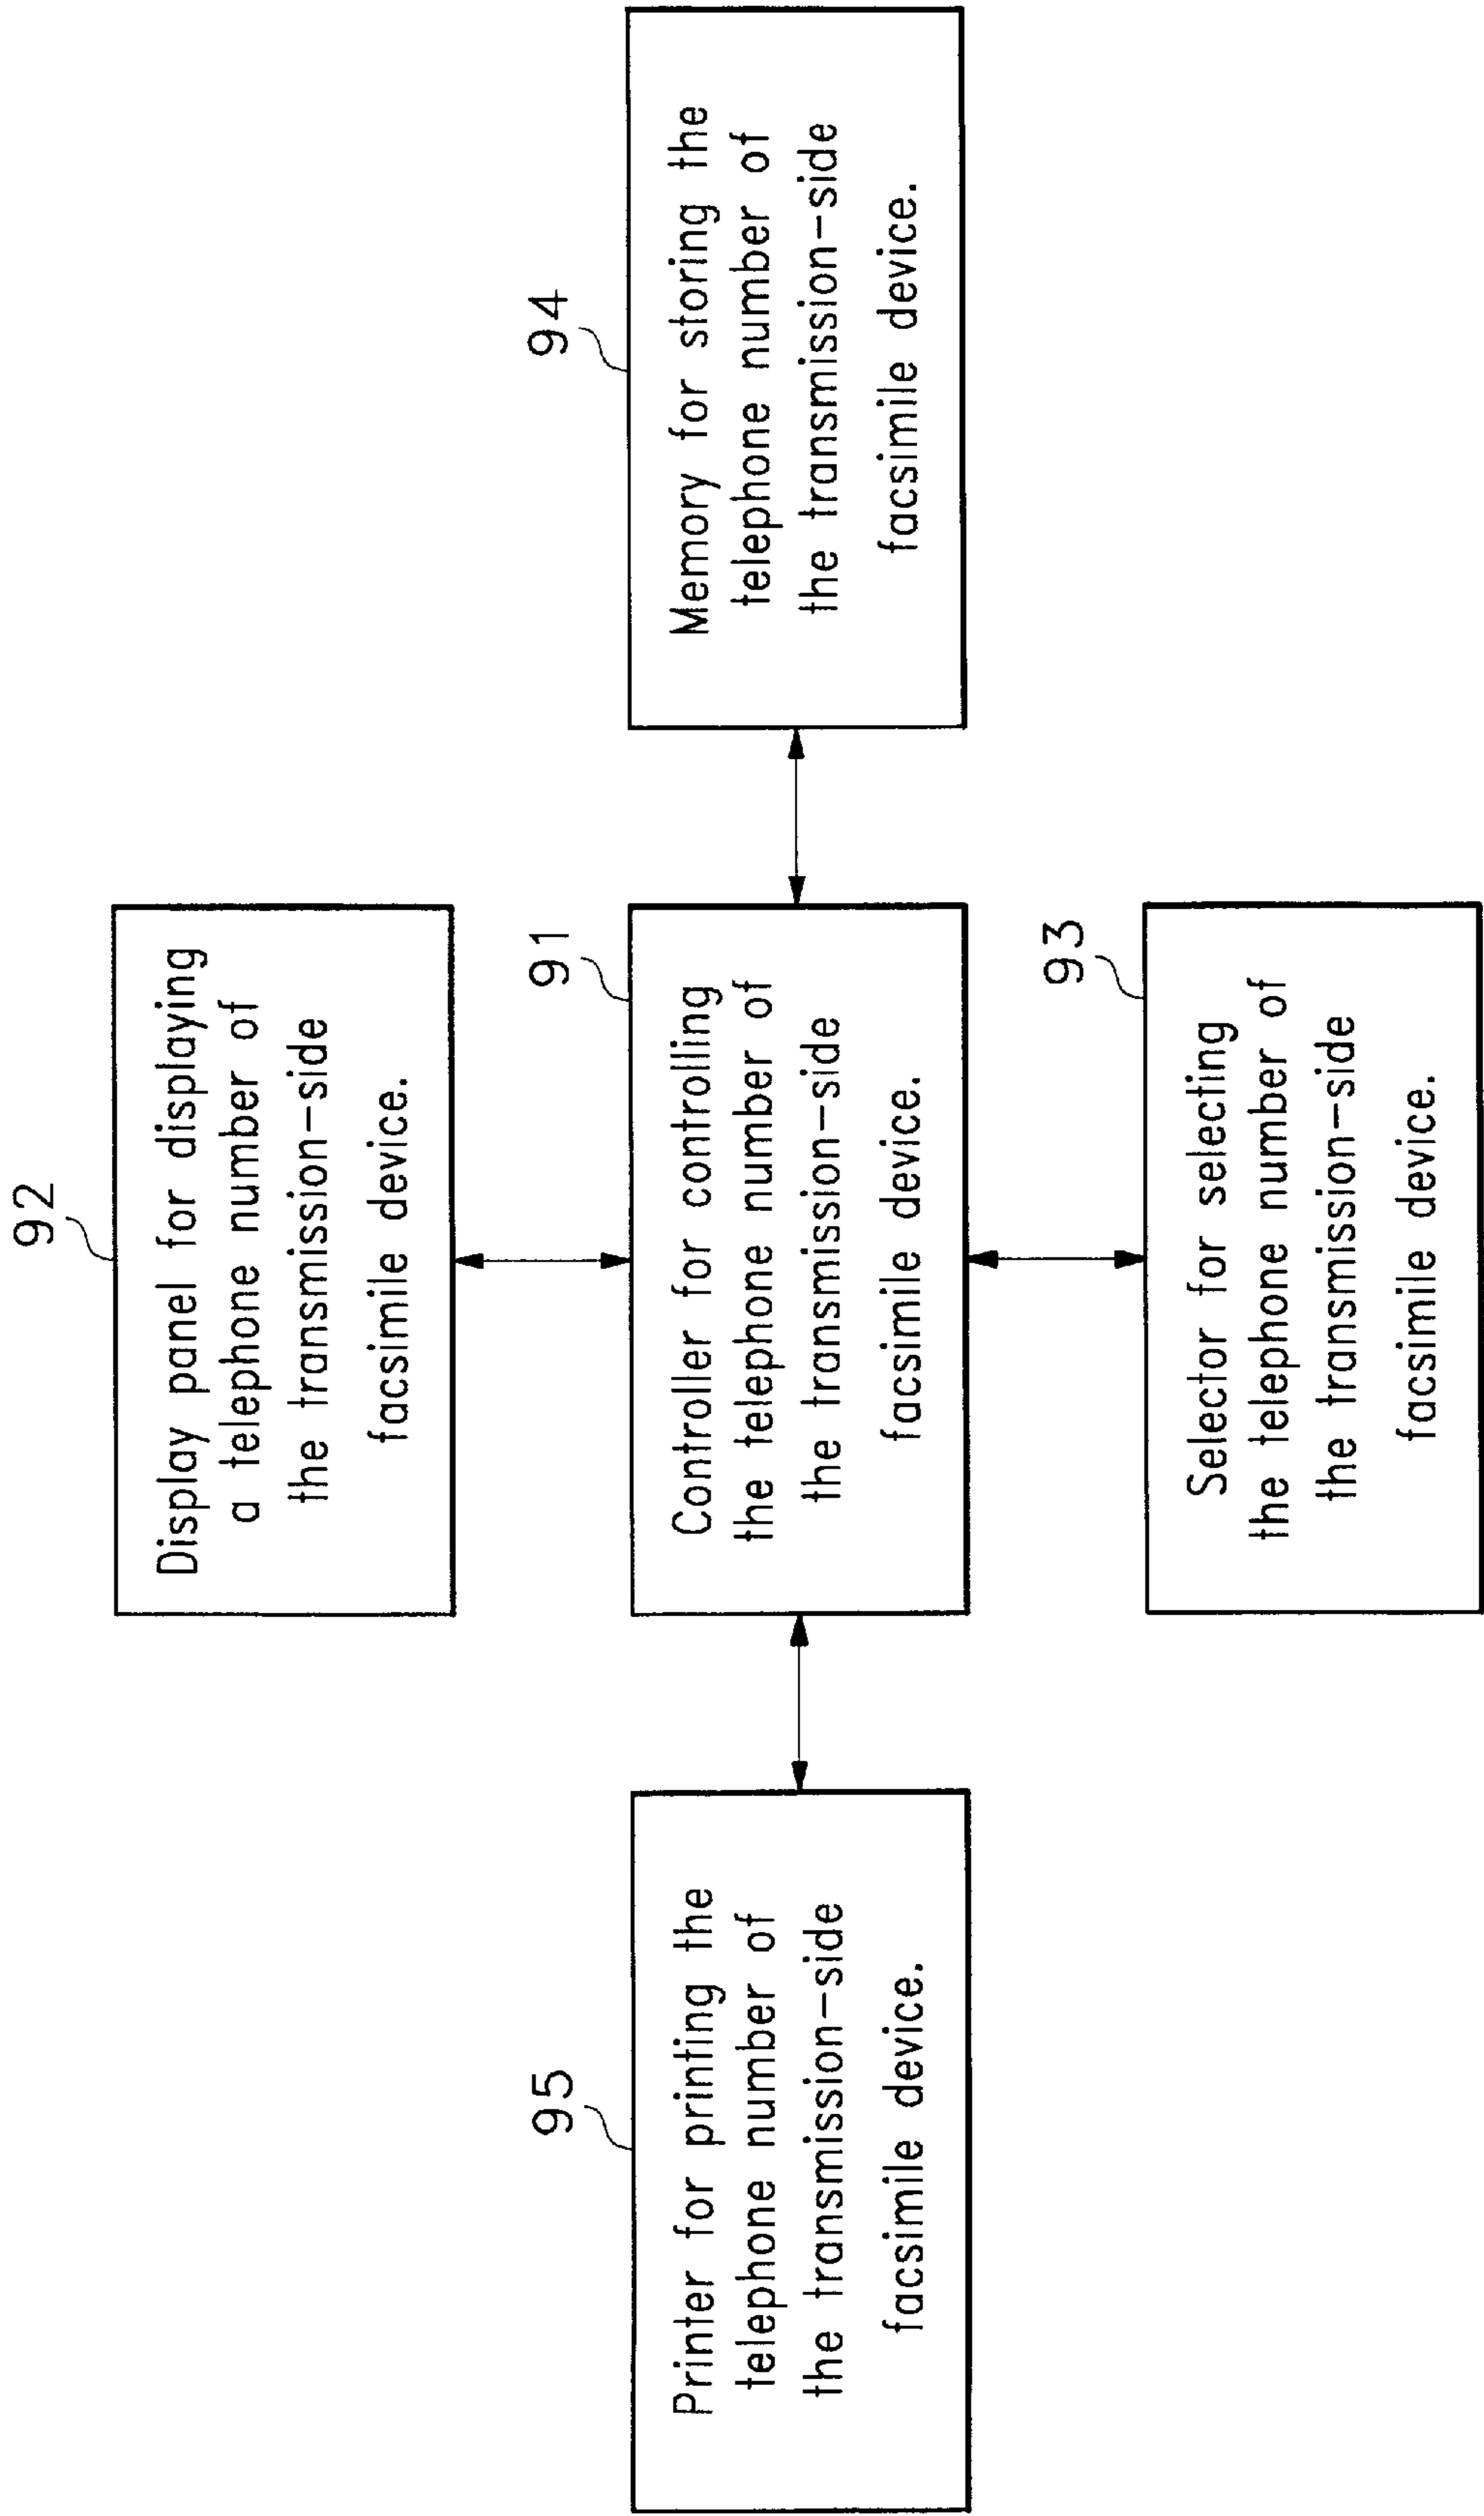 92
Display panel for displaying
a telephone number of
the transmission-side
facsimile device.
95
Printer for printing the
telephone number of
the transmission-side
facsimile device.
91
Controller for controlling
the telephone number of
the transmission-side
facsimile device.
94
Memory for storing the
telephone number of
the transmission-side
facsimile device.
93
Selector for selecting
the telephone number of
the transmission-side
facsimile device.